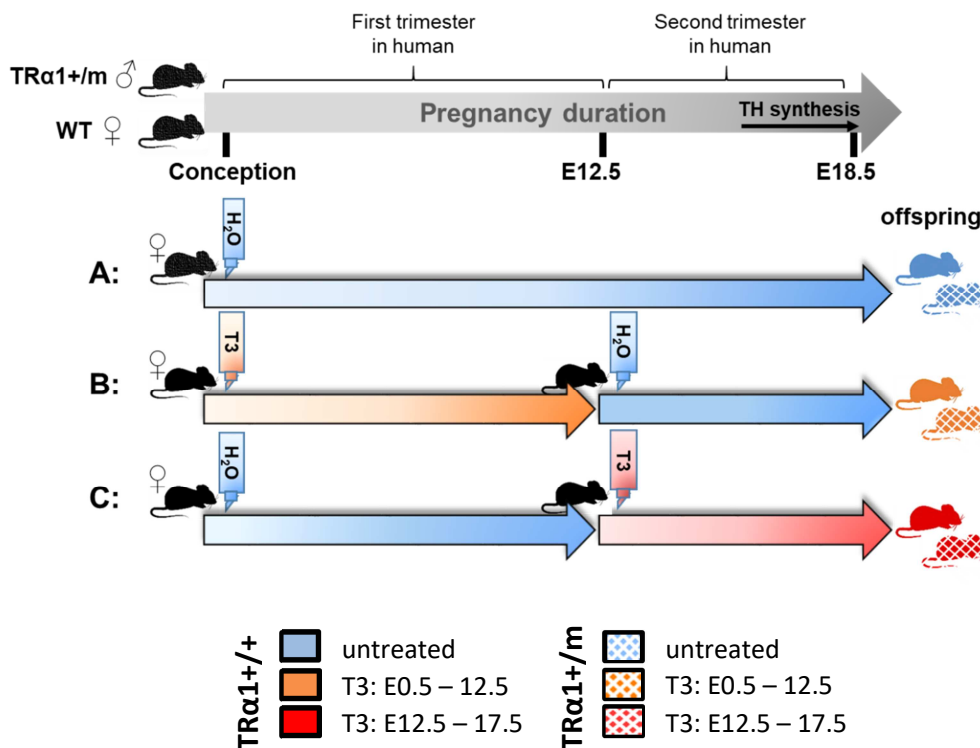 First trimester
in human
Second trimester
in human
TRα1+/m ♂
WT ♀
Pregnancy duration
TH synthesis
Conception
E12.5
E18.5
offspring
A:
♀
H₂O
B:
♀
T3
H₂O
C:
♀
H₂O
T3
TRα1+/+
untreated
T3: E0.5 – 12.5
T3: E12.5 – 17.5
TRα1+/m
untreated
T3: E0.5 – 12.5
T3: E12.5 – 17.5